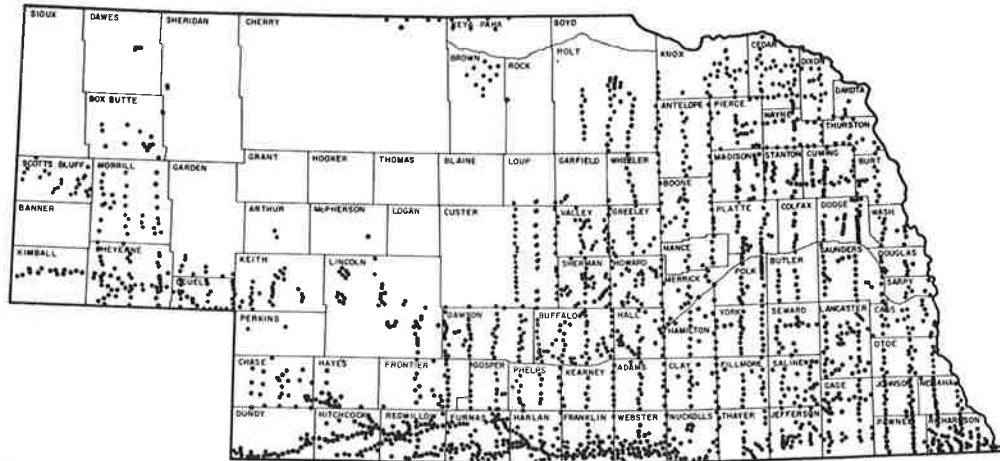 SIOUX
DAWES
SHERIDAN
CHERRY
KEYA PAHA
BOYD
BROWN
ROCK
HOLT
KNOX
CEDAR
DIXON
DAKOTA
BOX BUTTE
ANTELOPE
PIERCE
WAYNE
THURSTON
SCOTTS BLUFF
MORRILL
GARDEN
GRANT
HOOKER
THOMAS
BLAINE
LOUP
GARFIELD
WHEELER
BOONE
MADISON
STANTON
CUMING
BURT
BANNER
ARTHUR
McPHERSON
LOGAN
CUSTER
VALLEY
GREELEY
NANCE
PLATTE
COLFAX
DODGE
WASH
KIMBALL
CHEYENNE
DEUEL
KEITH
LINCOLN
SHERMAN
HOWARD
MERRICK
POLK
BUTLER
SAUNDERS
DOUGLAS
SARPY
PERKINS
DAWSON
BUFFALO
HALL
HAMILTON
YORK
SEWARD
LANCASTER
CASS
OTOE
CHASE
HAYES
FRONTIER
GOSPER
PHELPS
KEARNEY
ADAMS
CLAY
FILLMORE
SALINE
GAGE
JOHNSON
NEMAHA
DUNDY
HITCHCOCK
REDWILLOW
FURNAS
HARLAN
FRANKLIN
WEBSTER
NUCKOLLS
THAYER
JEFFERSON
PAWNEE
RICHARDSON